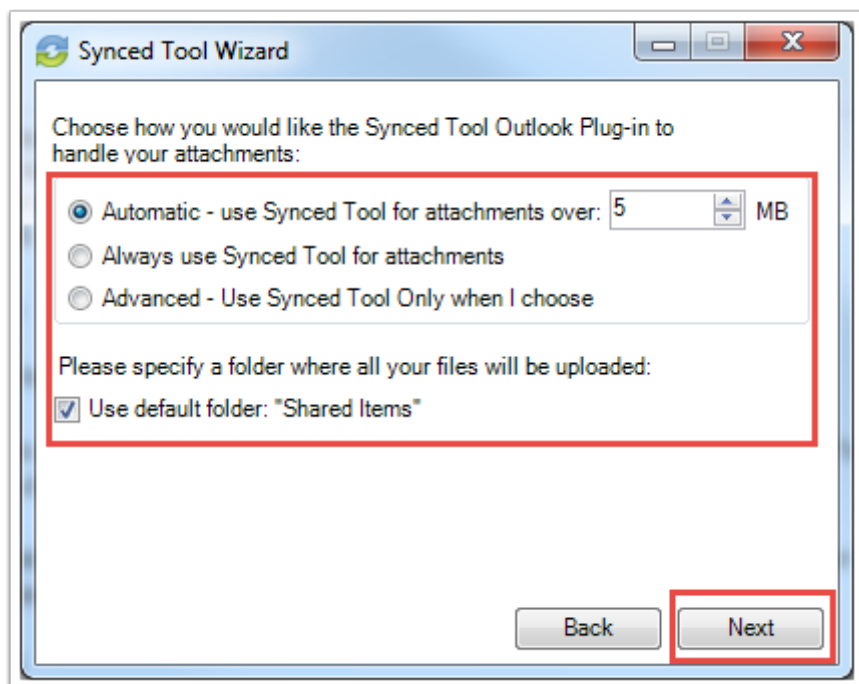 Synced Tool Wizard
Choose how you would like the Synced Tool Outlook Plug-in to
handle your attachments:
Automatic - use Synced Tool for attachments over: 5 MB
Always use Synced Tool for attachments
Advanced - Use Synced Tool Only when I choose
Please specify a folder where all your files will be uploaded:
Use default folder: "Shared Items"
Back Next